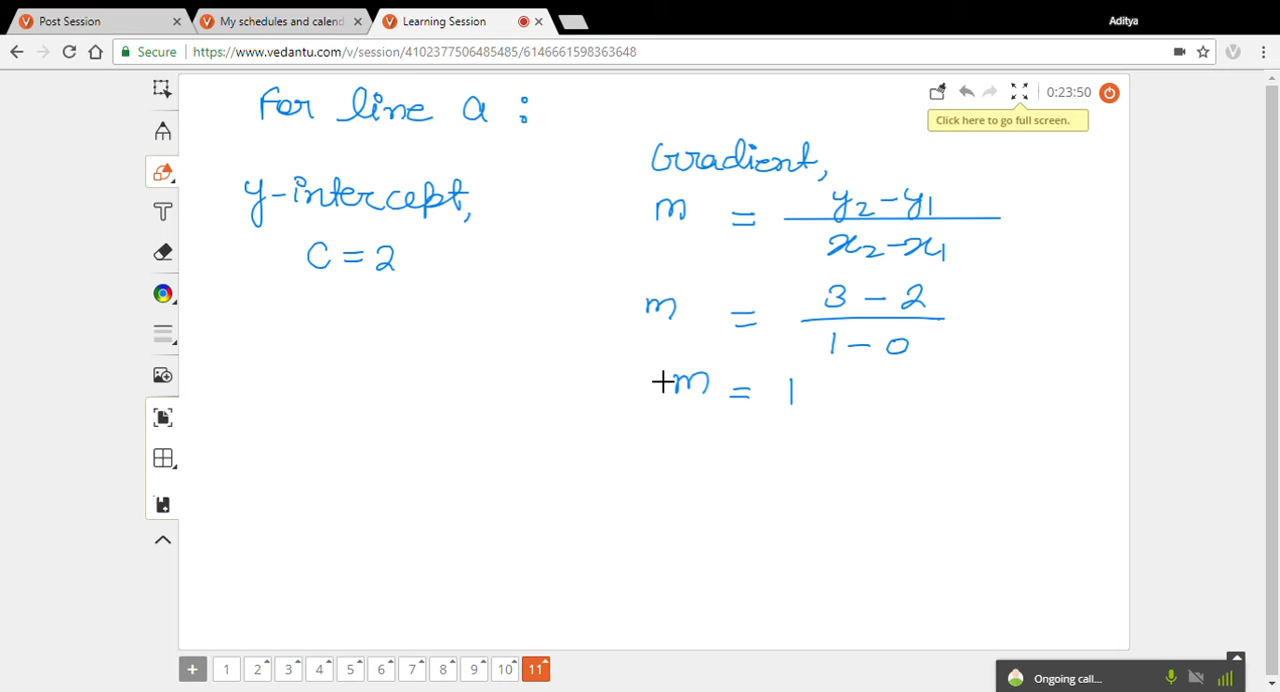 Post Session
My schedules and calend
Learning Session
Aditya
Secure
https://www.vedantu.com/v/session/4102377506485485/6146661598363648
0:23:50
Click here to go full screen.
For line a :
y-intercept,
C = 2
Gradient,
m = y2-y1 / x2-x1
m = 3 - 2 / 1 - 0
m = 1
T
+ 1 2 3 4 5 6 7 8 9 10 11
Ongoing call...